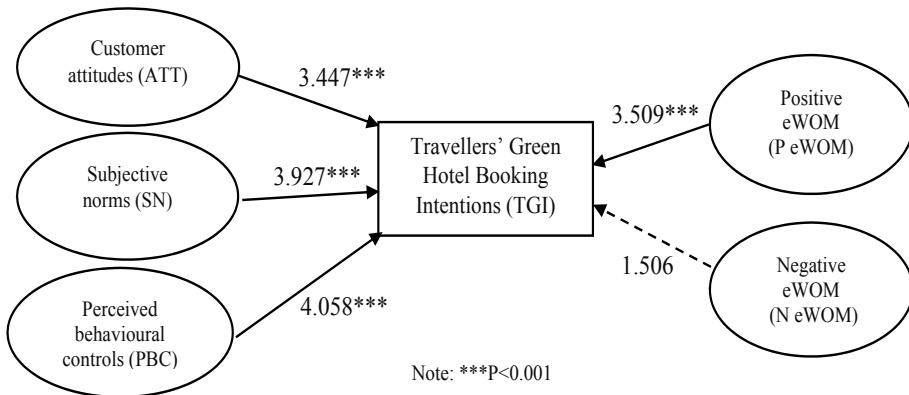 Customer
attitudes (ATT)
3.447***
Subjective
norms (SN)
3.927***
Perceived
behavioural
controls (PBC)
4.058***
Travellers’ Green
Hotel Booking
Intentions (TGI)
3.509***
Positive
eWOM
(P eWOM)
1.506
Negative
eWOM
(N eWOM)
Note: ***P<0.001